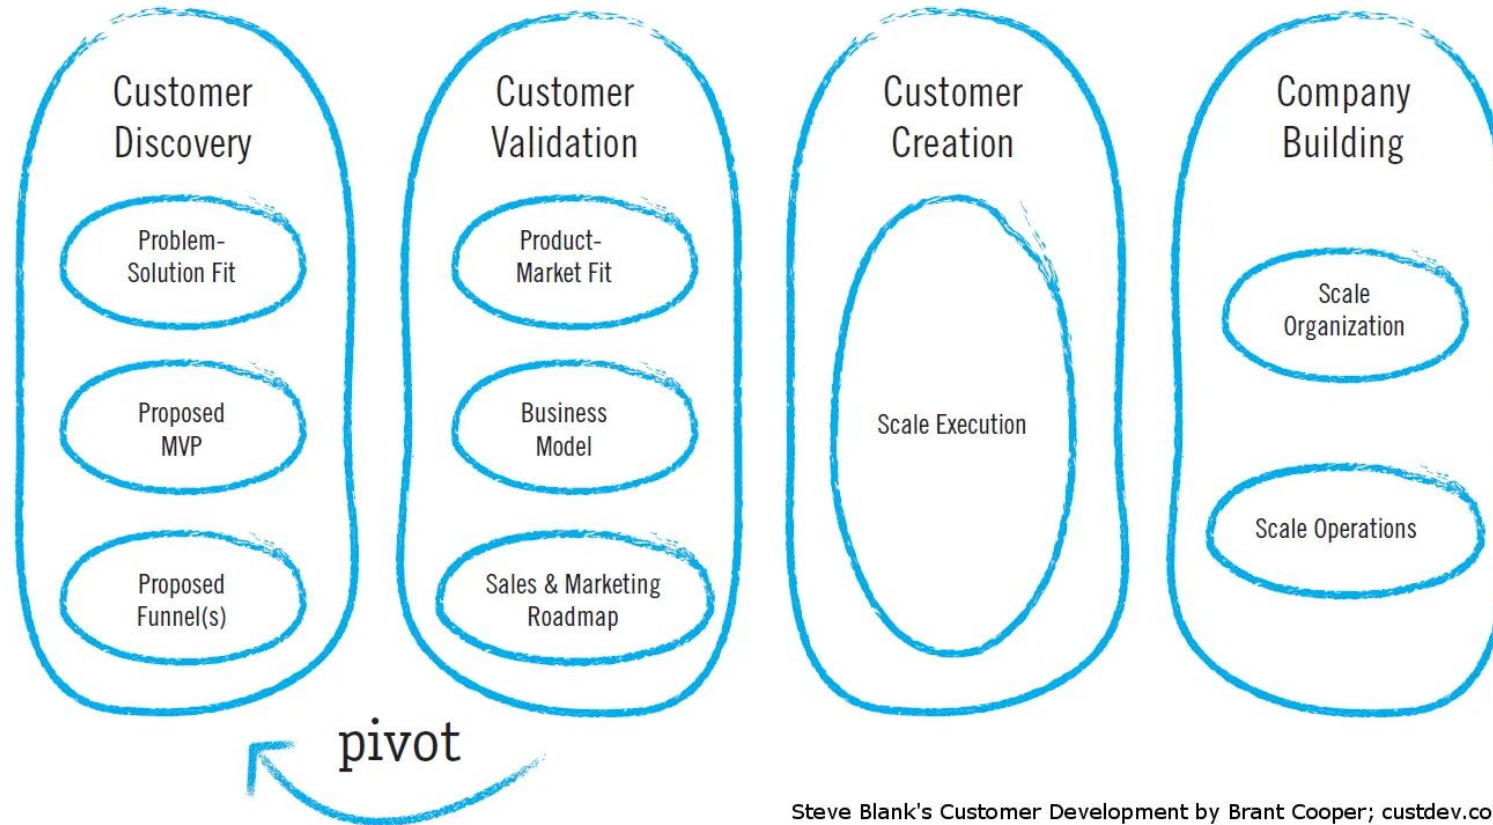 Customer
Discovery
Problem-
Solution Fit
Proposed
MVP
Proposed
Funnel(s)
Customer
Validation
Product-
Market Fit
Business
Model
Sales & Marketing
Roadmap
Customer
Creation
Scale Execution
Company
Building
Scale
Organization
Scale Operations
pivot
Steve Blank's Customer Development by Brant Cooper; custdev.co